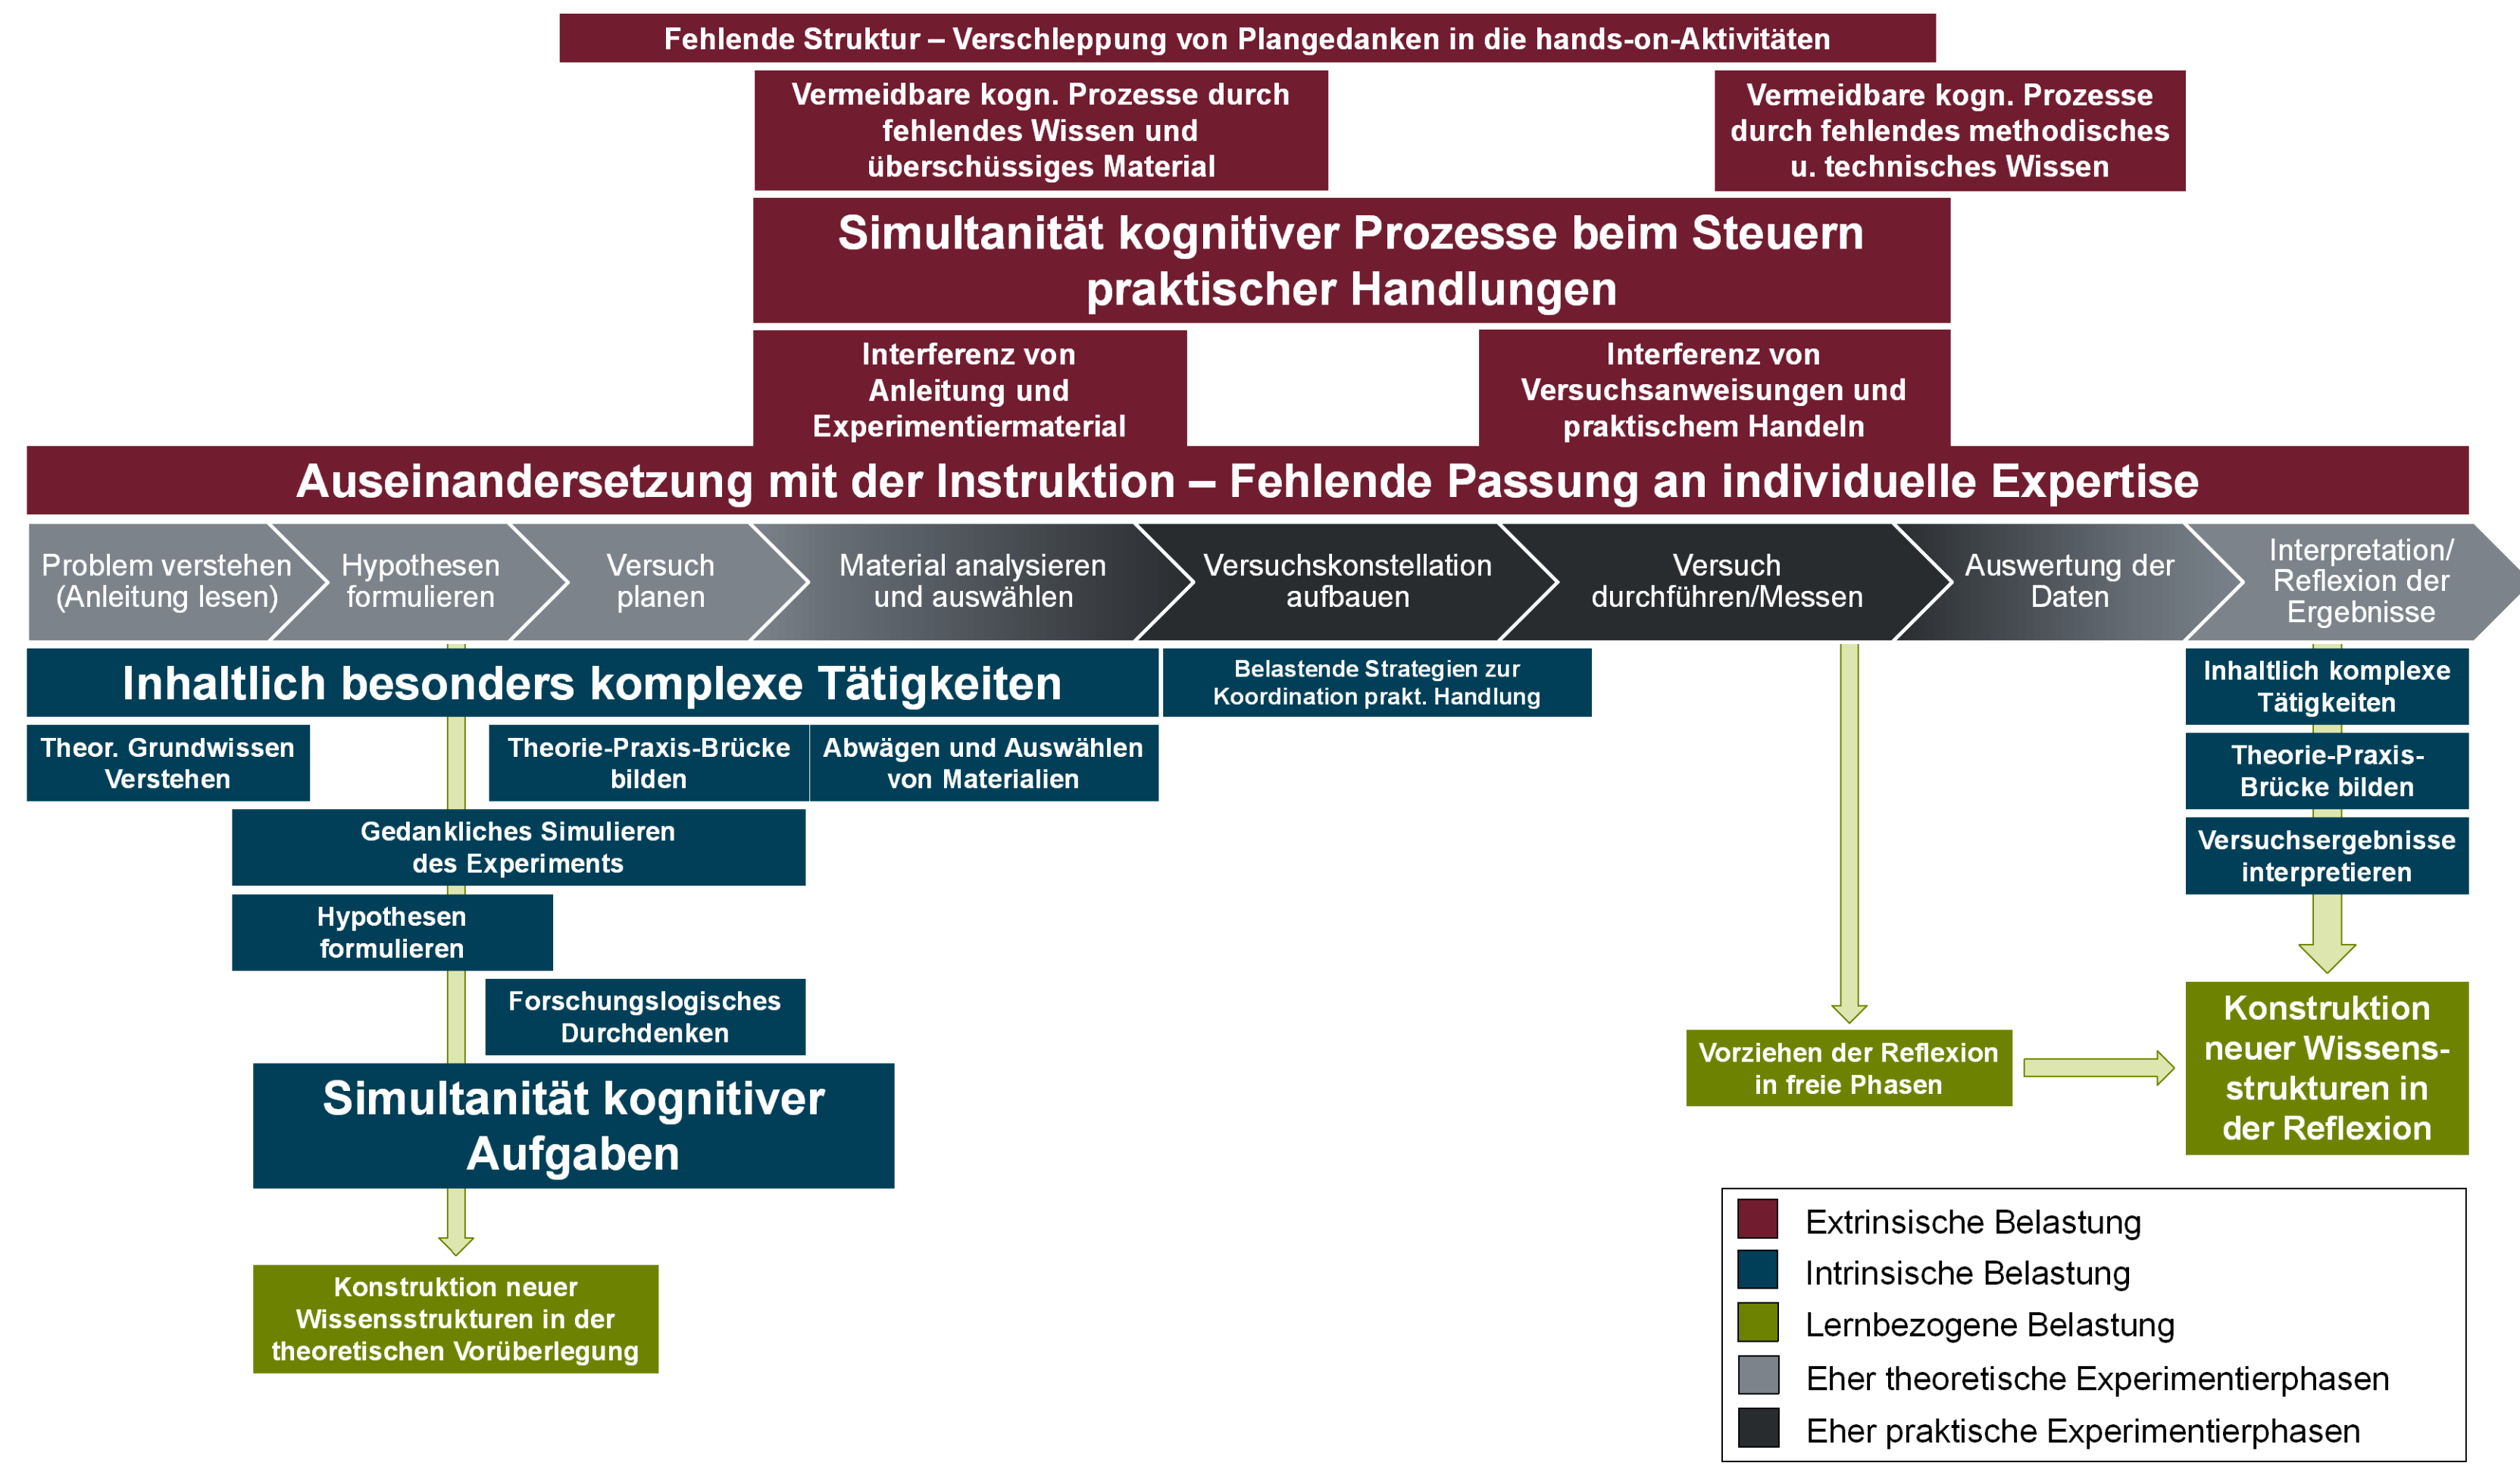 Fehlende Struktur – Verschleppung von Plangedanken in die hands-on-Aktivitäten
Vermeidbare kogn. Prozesse durch
fehlendes Wissen und
überschüssiges Material
Vermeidbare kogn. Prozesse
durch fehlendes methodisches
u. technisches Wissen
Simultanität kognitiver Prozesse beim Steuern
praktischer Handlungen
Interferenz von
Anleitung und
Experimentiermaterial
Interferenz von
Versuchsanweisungen und
praktischem Handeln
Auseinandersetzung mit der Instruktion – Fehlende Passung an individuelle Expertise
Problem verstehen
(Anleitung lesen)
Hypothesen
formulieren
Versuch
planen
Material analysieren
und auswählen
Versuchskonstellation
aufbauen
Versuch
durchführen/Messen
Auswertung der
Daten
Interpretation/
Reflexion der
Ergebnisse
Inhaltlich besonders komplexe Tätigkeiten
Belastende Strategien zur
Koordination prakt. Handlung
Inhaltlich komplexe
Tätigkeiten
Theor. Grundwissen
Verstehen
Theorie-Praxis-Brücke
bilden
Abwägen und Auswählen
von Materialien
Theorie-Praxis-
Brücke bilden
Gedankliches Simulieren
des Experiments
Versuchsergebnisse
interpretieren
Hypothesen
formulieren
Forschungslogisches
Durchdenken
Vorziehen der Reflexion
in freie Phasen
Konstruktion
neuer Wissens-
strukturen in
der Reflexion
Simultanität kognitiver
Aufgaben
Konstruktion neuer
Wissensstrukturen in der
theoretischen Vorüberlegung
Extrinsische Belastung
Intrinsische Belastung
Lernbezogene Belastung
Eher theoretische Experimentierphasen
Eher praktische Experimentierphasen